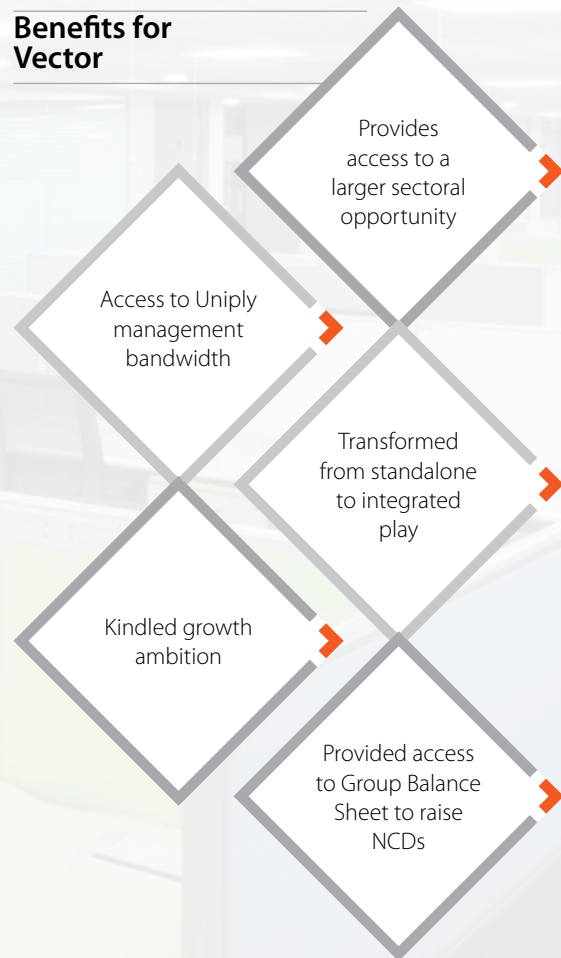 Benefits for
Vector
Provides
access to a
larger sectoral
opportunity
Access to Uniply
management
bandwidth
Transformed
from standalone
to integrated
play
Kindled growth
ambition
Provided access
to Group Balance
Sheet to raise
NCDs